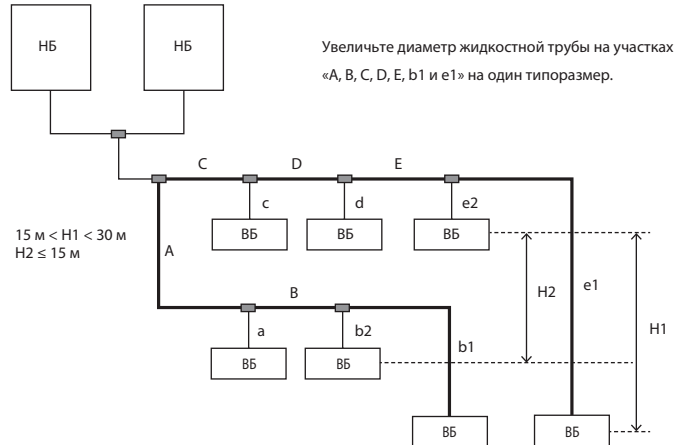 НБ
НБ
Увеличьте диаметр жидкостной трубы на участках
«A, B, C, D, E, b1 и e1» на один типоразмер.
C
D
E
c
d
e2
ВБ
ВБ
ВБ
15 м < H1 < 30 м
H2 ≤ 15 м
A
H2
e1
H1
B
a
b2
b1
ВБ
ВБ
ВБ
ВБ